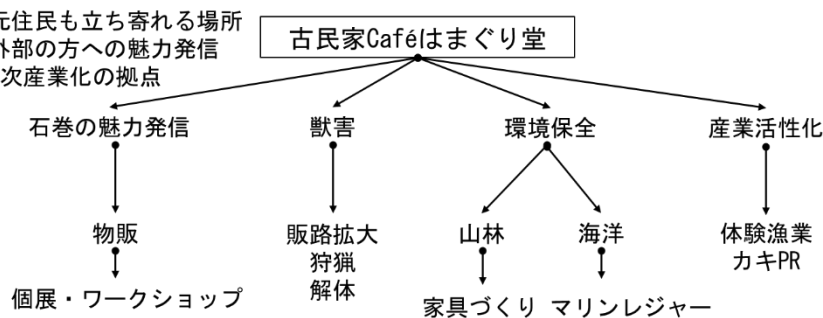 元住民も立ち寄れる場所
外部の方への魅力発信
次産業化の拠点
古民家Caféはまぐり堂
石巻の魅力発信
獣害
環境保全
産業活性化
物販
個展・ワークショップ
販路拡大
狩猟
解体
山林
家具づくり
海洋
マリンレジャー
体験漁業
カキPR